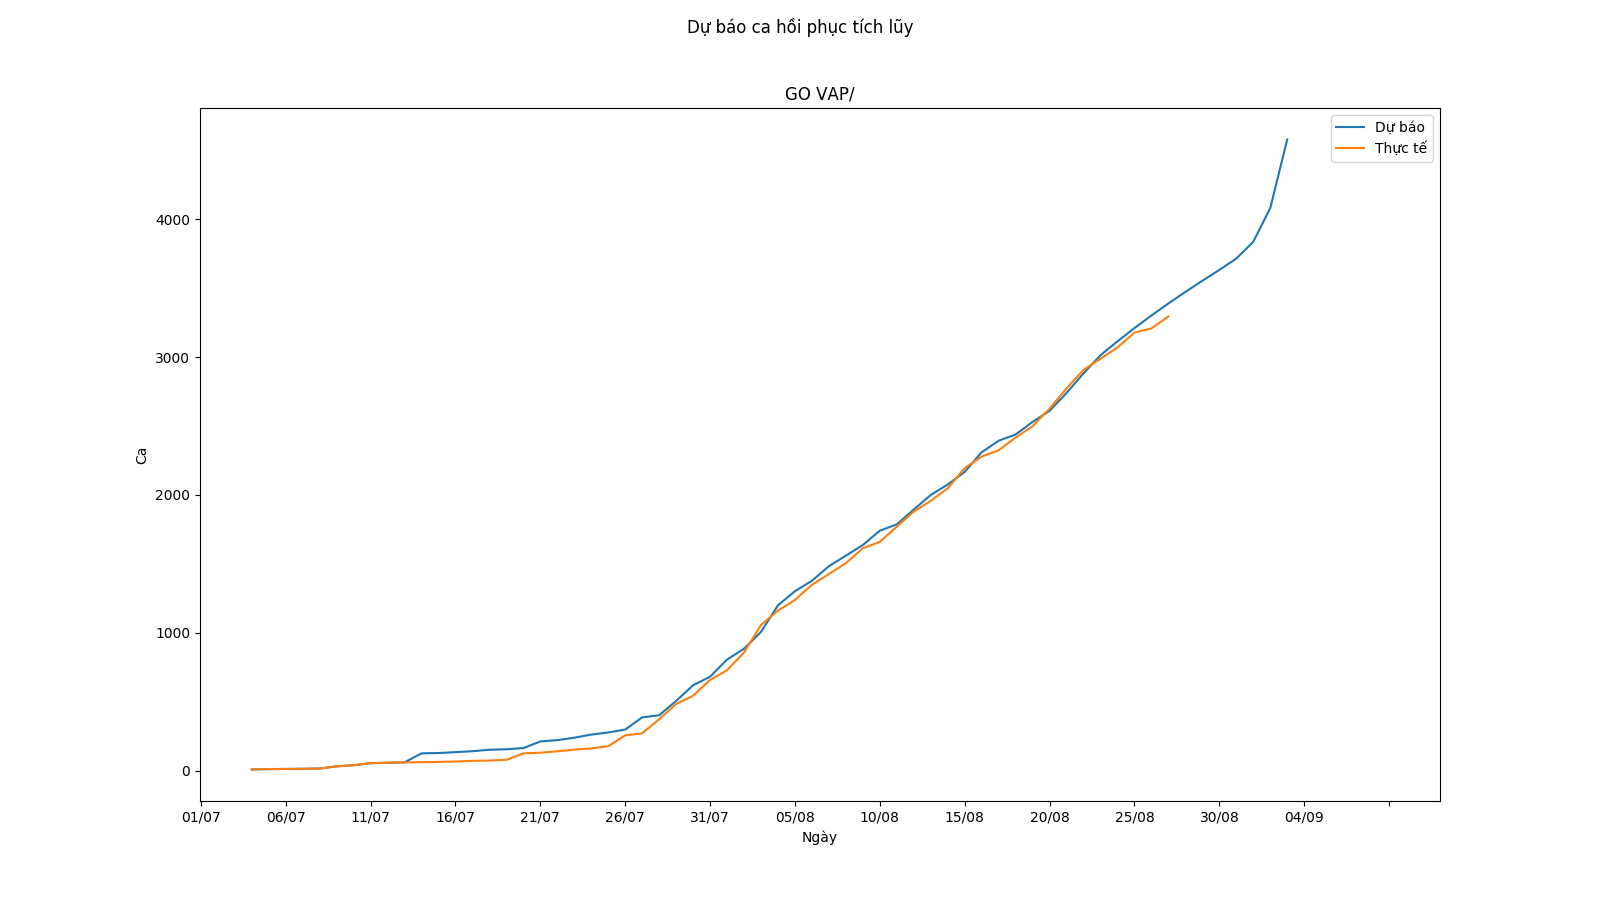 Dự báo ca hồi phục tích lũy
GO VAP/
Dự báo
Thực tế
4000
3000
2000
1000
0
Ca
01/07 06/07 11/07 16/07 21/07 26/07 31/07 05/08 10/08 15/08 20/08 25/08 30/08 04/09
Ngày